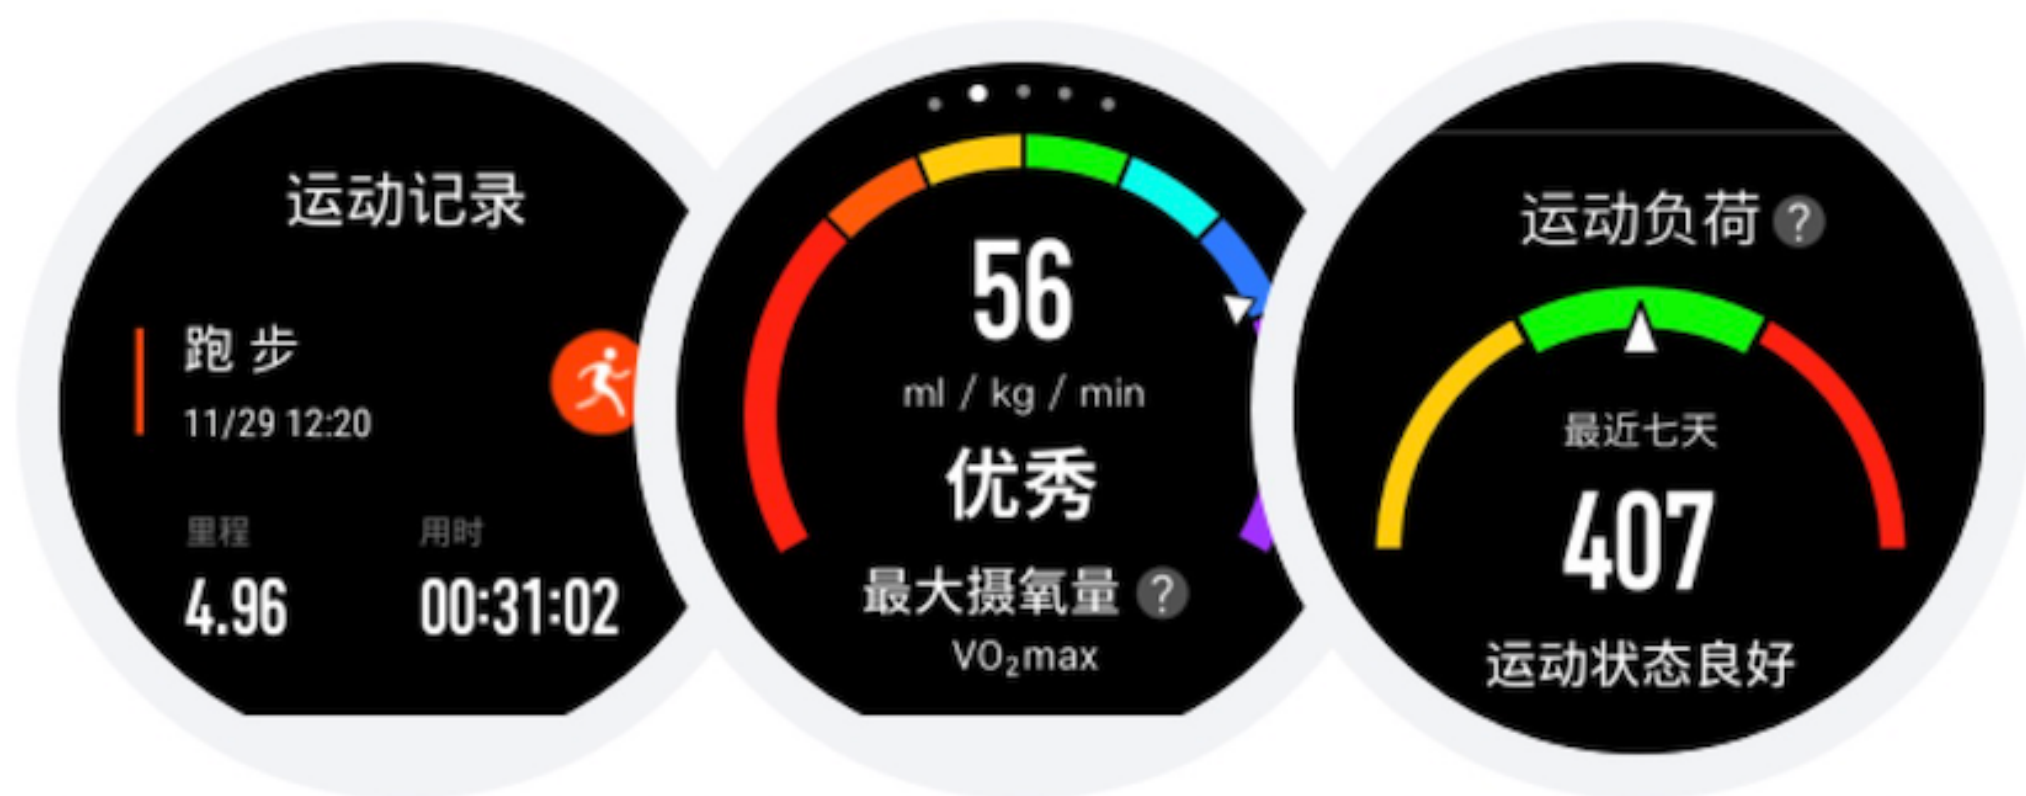 运动记录
跑 步
11/29 12:20
里程
用时
4.96
00:31:02
56
ml / kg / min
优秀
最大摄氧量 ?
VO₂max
运动负荷 ?
最近七天
407
运动状态良好